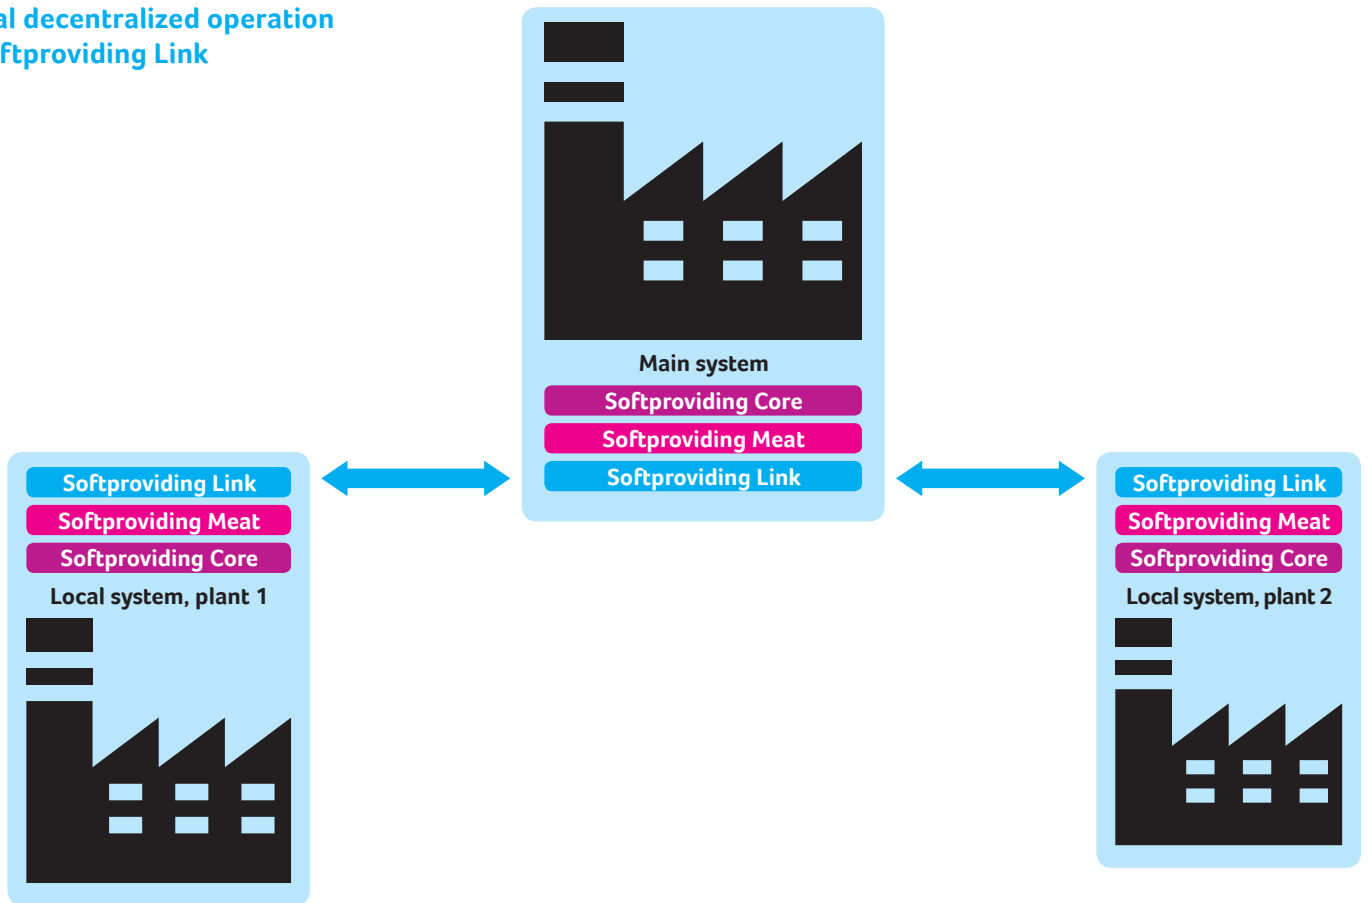 al decentralized operation
ftproviding Link
Main system
Softproviding Core
Softproviding Meat
Softproviding Link
Softproviding Link
Softproviding Meat
Softproviding Core
Local system, plant 1
Softproviding Link
Softproviding Meat
Softproviding Core
Local system, plant 2